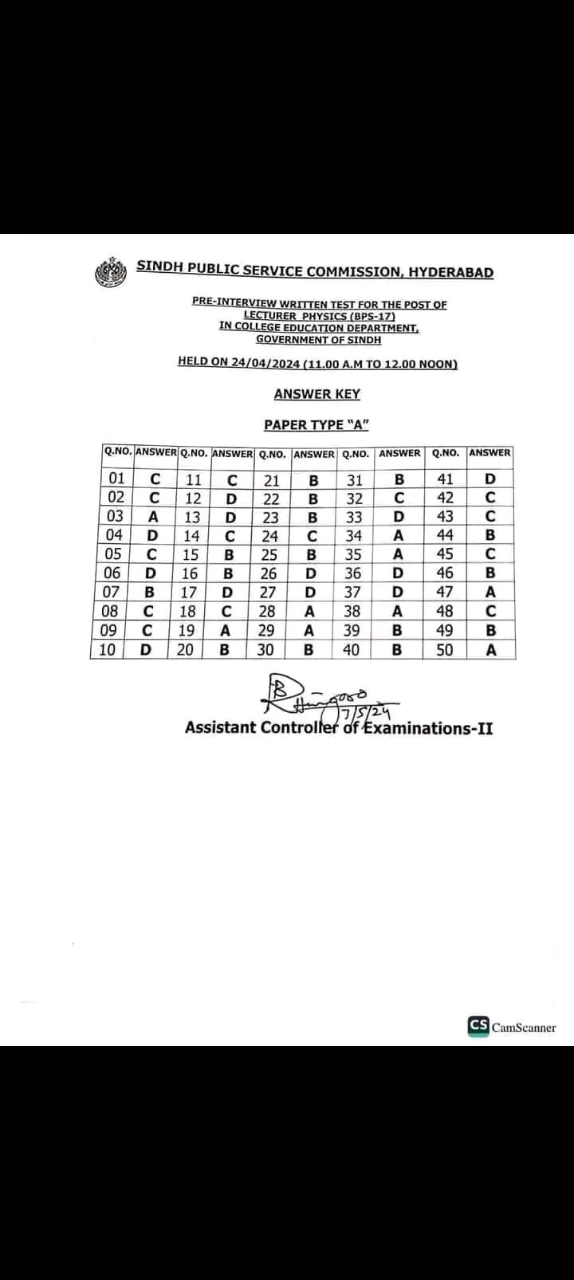 SINDH PUBLIC SERVICE COMMISSION, HYDERABAD
PRE-INTERVIEW WRITTEN TEST FOR THE POST OF
LECTURER PHYSICS (BPS-17)
IN COLLEGE EDUCATION DEPARTMENT,
GOVERNMENT OF SINDH
HELD ON 24/04/2024 (11.00 A.M TO 12.00 NOON)
ANSWER KEY
PAPER TYPE "A"
Q.NO. ANSWER Q.NO. ANSWER Q.NO. ANSWER Q.NO. ANSWER Q.NO. ANSWER
01 C 11 C 21 B 31 B 41 D
02 C 12 D 22 B 32 C 42 C
03 A 13 D 23 B 33 D 43 C
04 D 14 C 24 C 34 A 44 B
05 C 15 B 25 B 35 A 45 C
06 D 16 B 26 D 36 D 46 B
07 B 17 D 27 D 37 D 47 A
08 C 18 C 28 A 38 A 48 C
09 C 19 A 29 A 39 B 49 B
10 D 20 B 30 B 40 B 50 A
7/5/24
Assistant Controller of Examinations-II
CS CamScanner